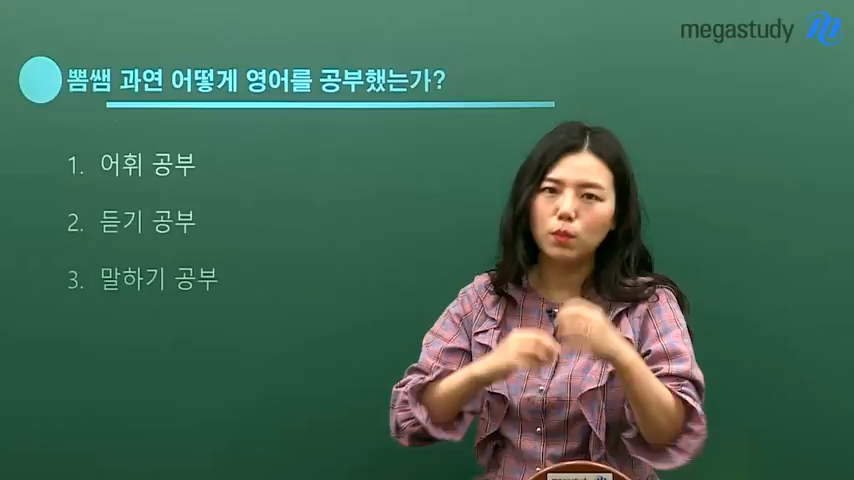 megastudy
뽐쌤 과연 어떻게 영어를 공부했는가?
1. 어휘 공부
2. 듣기 공부
3. 말하기 공부
megastudy